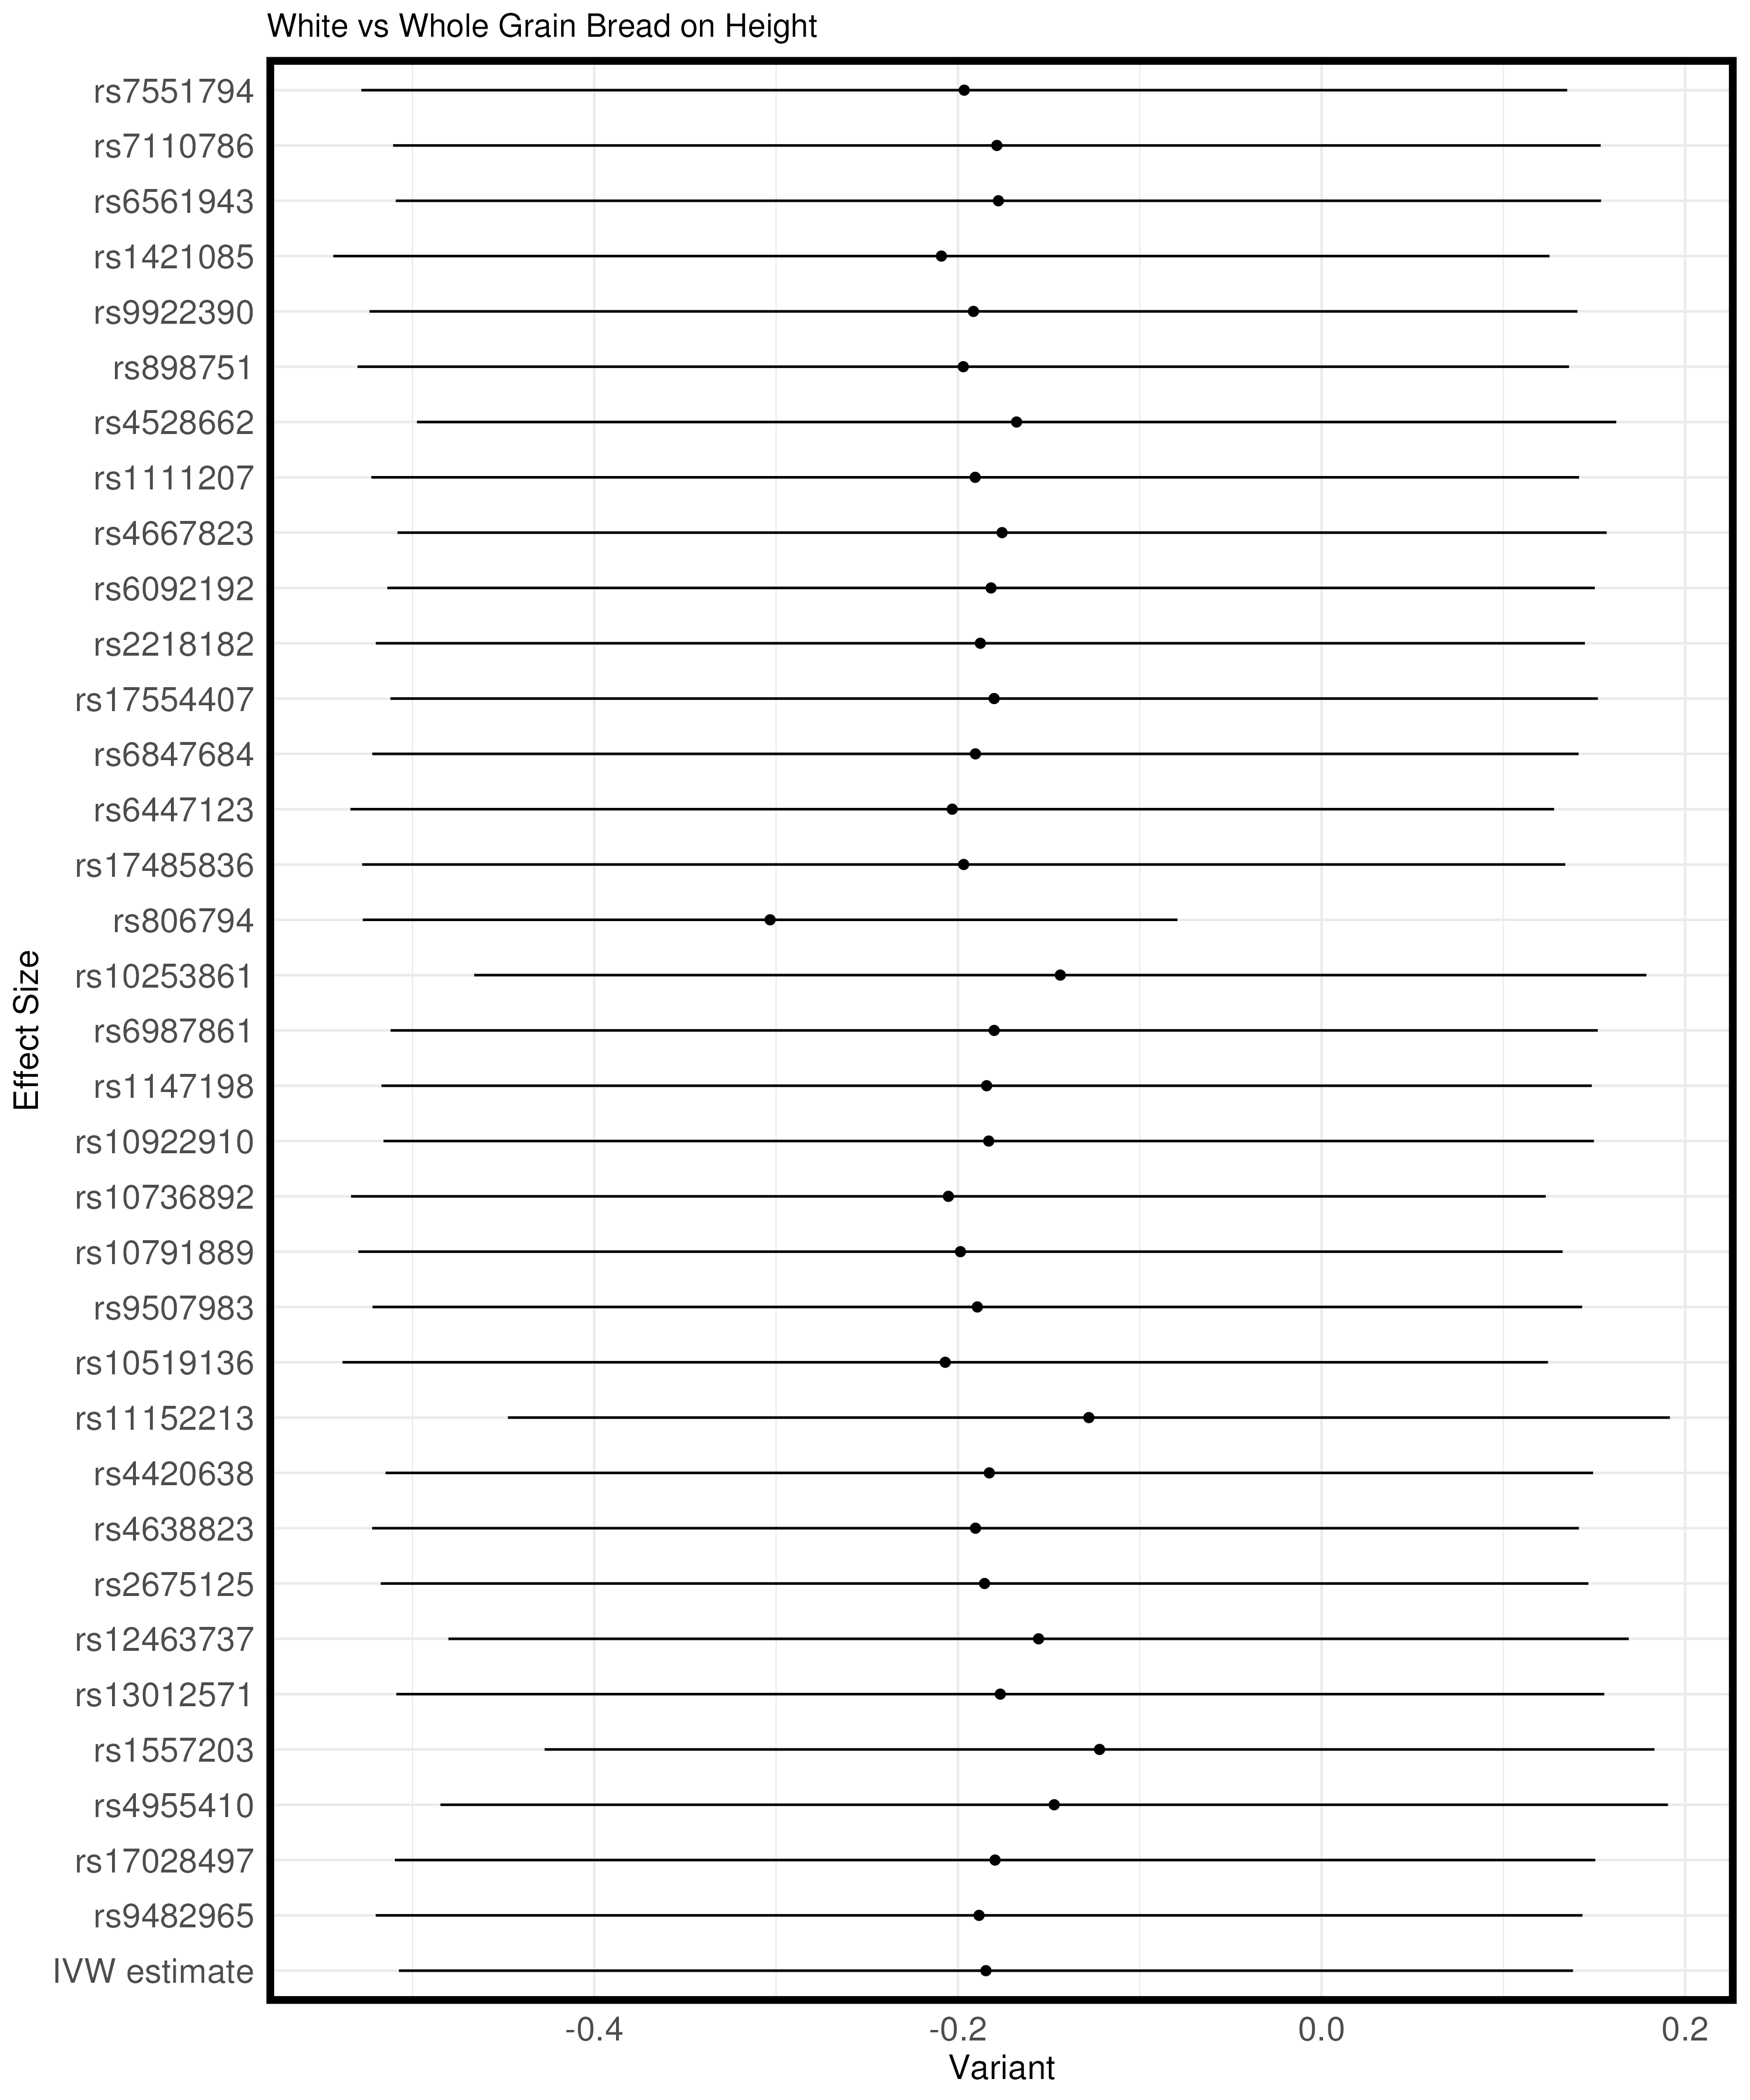 White vs Whole Grain Bread on Height
rs7551794
rs7110786
rs6561943
rs1421085
rs9922390
rs898751
rs4528662
rs1111207
rs4667823
rs6092192
rs2218182
rs17554407
rs6847684
rs6447123
rs17485836
rs806794
rs10253861
rs6987861
rs1147198
rs10922910
rs10736892
rs10791889
rs9507983
rs10519136
rs11152213
rs4420638
rs4638823
rs2675125
rs12463737
rs13012571
rs1557203
rs4955410
rs17028497
rs9482965
IVW estimate
Effect Size
-0.4 -0.2 0.0 0.2
Variant